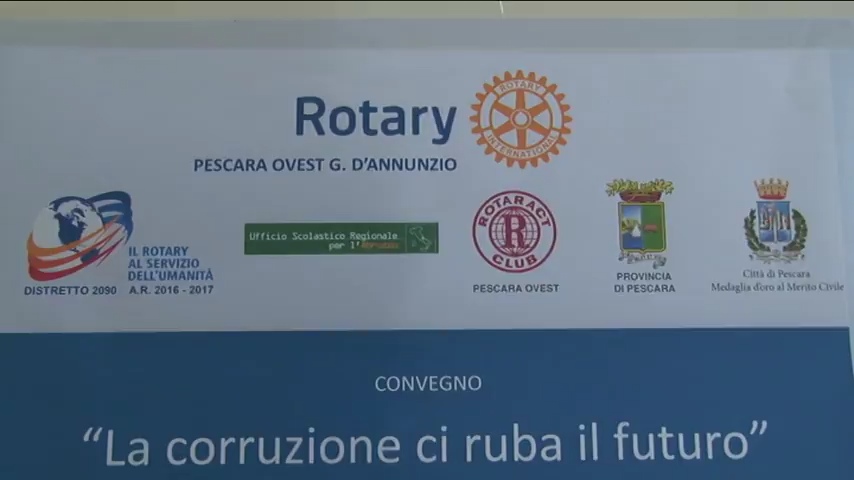 Rotary
ROTARY
INTERNATIONAL
PESCARA OVEST G. D'ANNUNZIO
IL ROTARY
AL SERVIZIO
DELL'UMANITÀ
DISTRETTO 2090 A.R. 2016 - 2017
Ufficio Scolastico Regionale
per l'Abruzzo
ROTARACT
R
CLUB
PESCARA OVEST
PROVINCIA
DI PESCARA
Città di Pescara
Medaglia d'oro al Merito Civile
CONVEGNO
“La corruzione ci ruba il futuro”